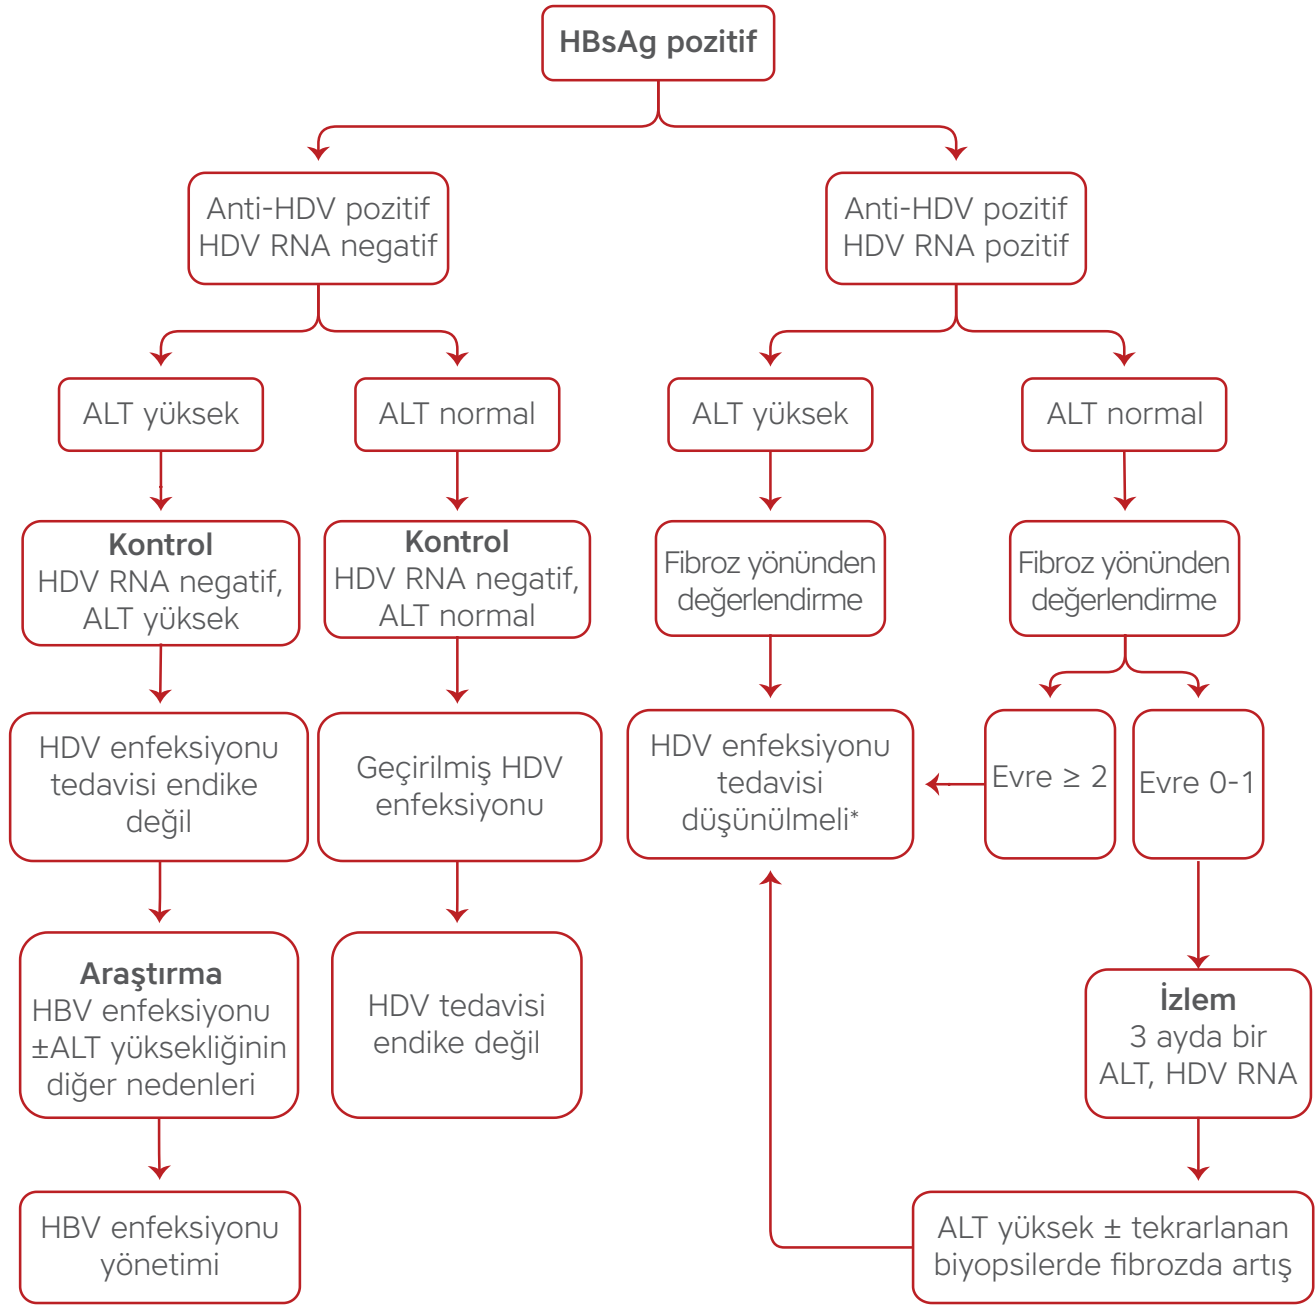 HBsAg pozitif
Anti-HDV pozitif
HDV RNA negatif
Anti-HDV pozitif
HDV RNA pozitif
ALT yüksek
ALT normal
ALT yüksek
ALT normal
Kontrol
HDV RNA negatif,
ALT yüksek
Kontrol
HDV RNA negatif,
ALT normal
Fibroz yönünden
değerlendirme
Fibroz yönünden
değerlendirme
HDV enfeksiyonu
tedavisi endike
değil
Geçirilmiş HDV
enfeksiyonu
HDV enfeksiyonu
tedavisi
düşünülmeli*
Evre ≥ 2
Evre 0-1
Araştırma
HBV enfeksiyonu
±ALT yüksekliğinin
diğer nedenleri
HDV tedavisi
endike değil
İzlem
3 ayda bir
ALT, HDV RNA
HBV enfeksiyonu
yönetimi
ALT yüksek ± tekrarlanan
biyopsilerde fibrozda artış